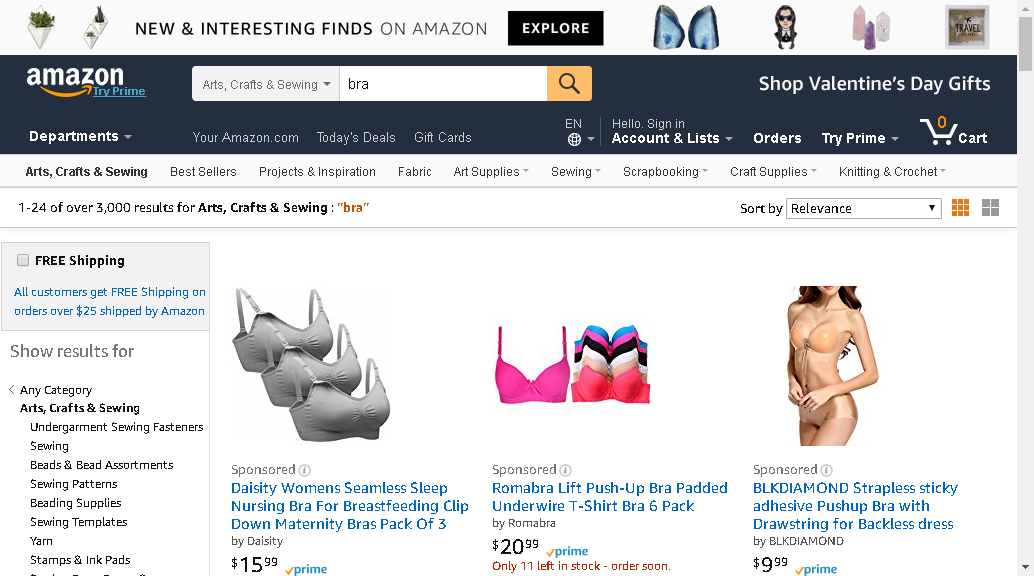 NEW & INTERESTING FINDS ON AMAZON EXPLORE
TRAVEL
amazon
Try Prime
Arts, Crafts & Sewing
bra
Shop Valentine's Day Gifts
Departments
Your Amazon.com Today's Deals Gift Cards
EN
Hello. Sign in
Account & Lists
Orders
Try Prime
0
Cart
Arts, Crafts & Sewing Best Sellers Projects & Inspiration Fabric Art Supplies Sewing Scrapbooking Craft Supplies Knitting & Crochet
1-24 of over 3,000 results for Arts, Crafts & Sewing : "bra"
Sort by Relevance
FREE Shipping
All customers get FREE Shipping on
orders over $25 shipped by Amazon
Show results for
Any Category
Arts, Crafts & Sewing
Undergarment Sewing Fasteners
Sewing
Beads & Bead Assortments
Sewing Patterns
Beading Supplies
Sewing Templates
Yarn
Stamps & Ink Pads
Sponsored
Daisity Womens Seamless Sleep
Nursing Bra For Breastfeeding Clip
Down Maternity Bras Pack Of 3
by Daisity
$15 99 prime
Sponsored
Romabra Lift Push-Up Bra Padded
Underwire T-Shirt Bra 6 Pack
by Romabra
$20 99 prime
Only 11 left in stock - order soon.
Sponsored
BLKDIAMOND Strapless sticky
adhesive Pushup Bra with
Drawstring for Backless dress
by BLKDIAMOND
$9 99 prime